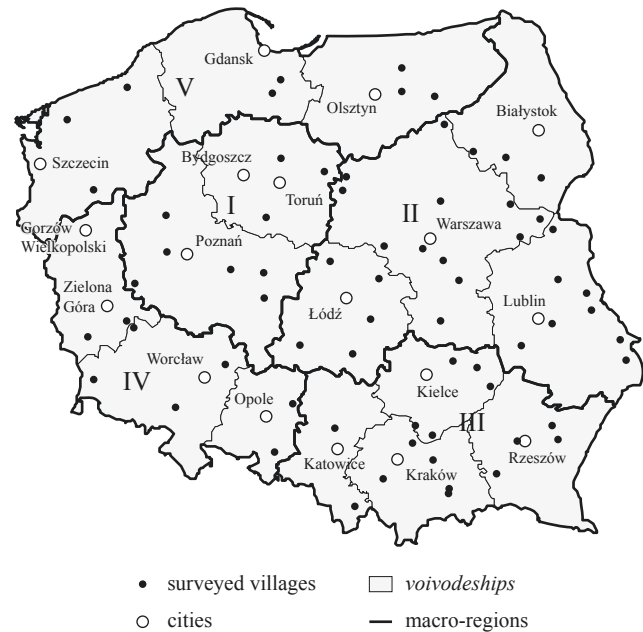 Gdansk
V
Olsztyn
Białystok
Szczecin
Bydgoszcz
Toruń
I
II
Gorzów
Wielkopolski
Poznań
Warszawa
Zielona
Góra
Łódź
Lublin
Worcław
IV
Opole
Kielce
III
Katowice
Kraków
Rzeszów
surveyed villages
voivodeships
cities
macro-regions